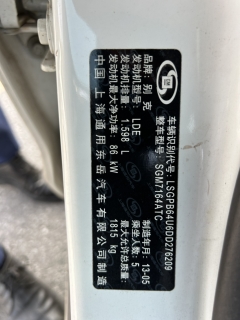 品牌：别克
车辆识别代号：LSGPB64U6DD276209
整车型号：SGM7164ATC
发动机型号：LDE
发动机排量：1.598 L
发动机最大净功率：86 kW
制造年月：13-05
乘坐人数：5
最大允许总质量：1815 kg
中国 上海通用东岳汽车有限公司制造